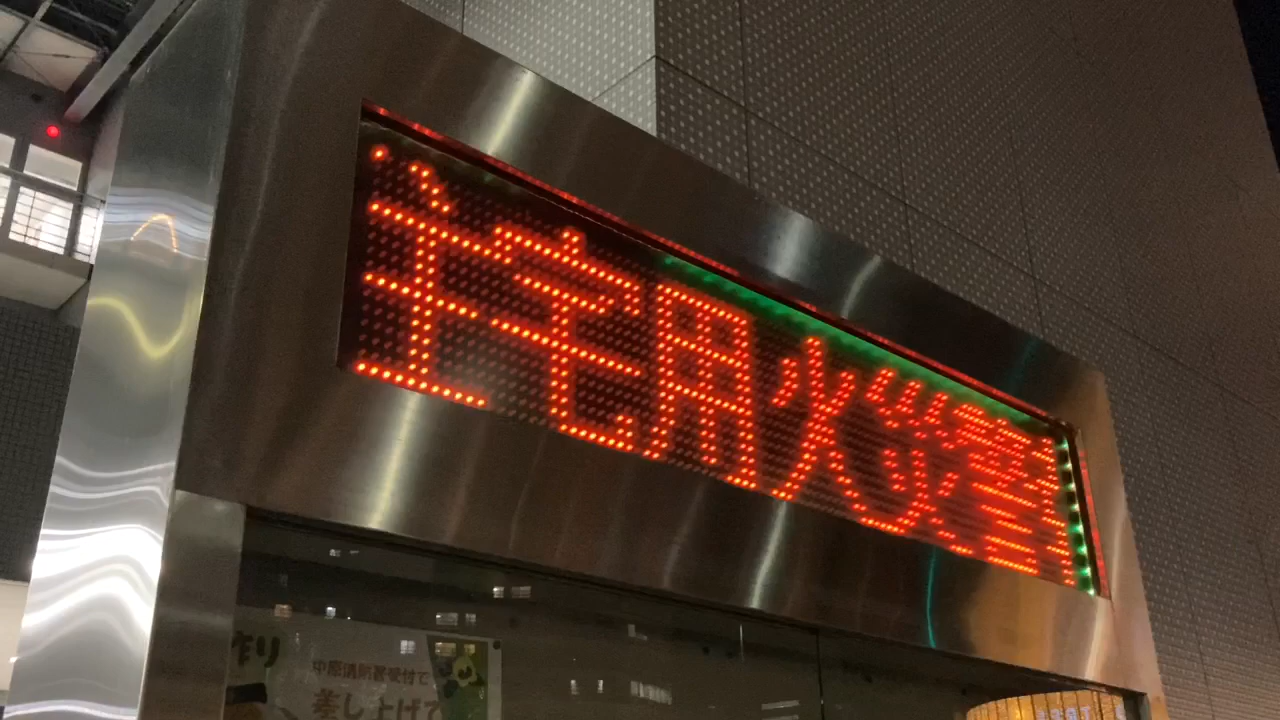 主宅用火災警
作り
中原消防署受付で
差し上げて